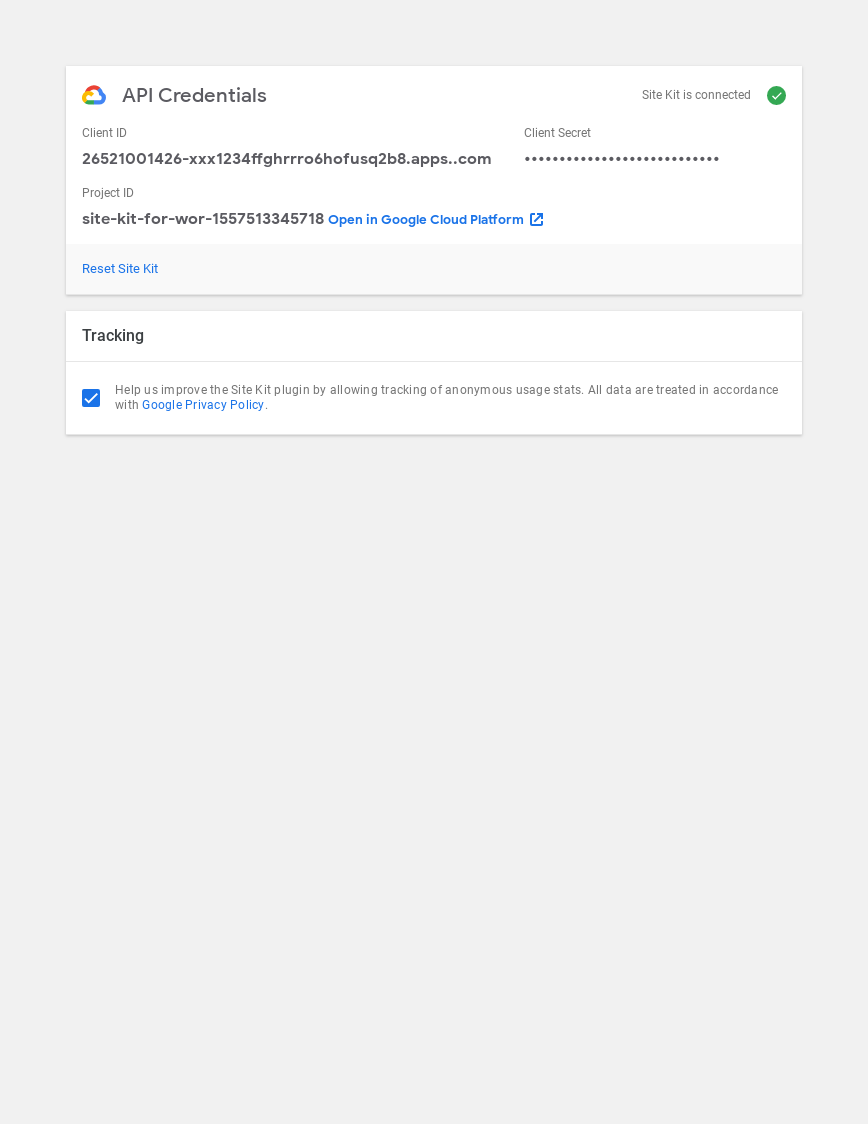 API Credentials
Site Kit is connected
Client ID
Client Secret
26521001426-xxx1234ffghrrro6hofusq2b8.apps..com
••••••••••••••••••••••••••••
Project ID
site-kit-for-wor-1557513345718 Open in Google Cloud Platform
Reset Site Kit
Tracking
Help us improve the Site Kit plugin by allowing tracking of anonymous usage stats. All data are treated in accordance
with Google Privacy Policy.